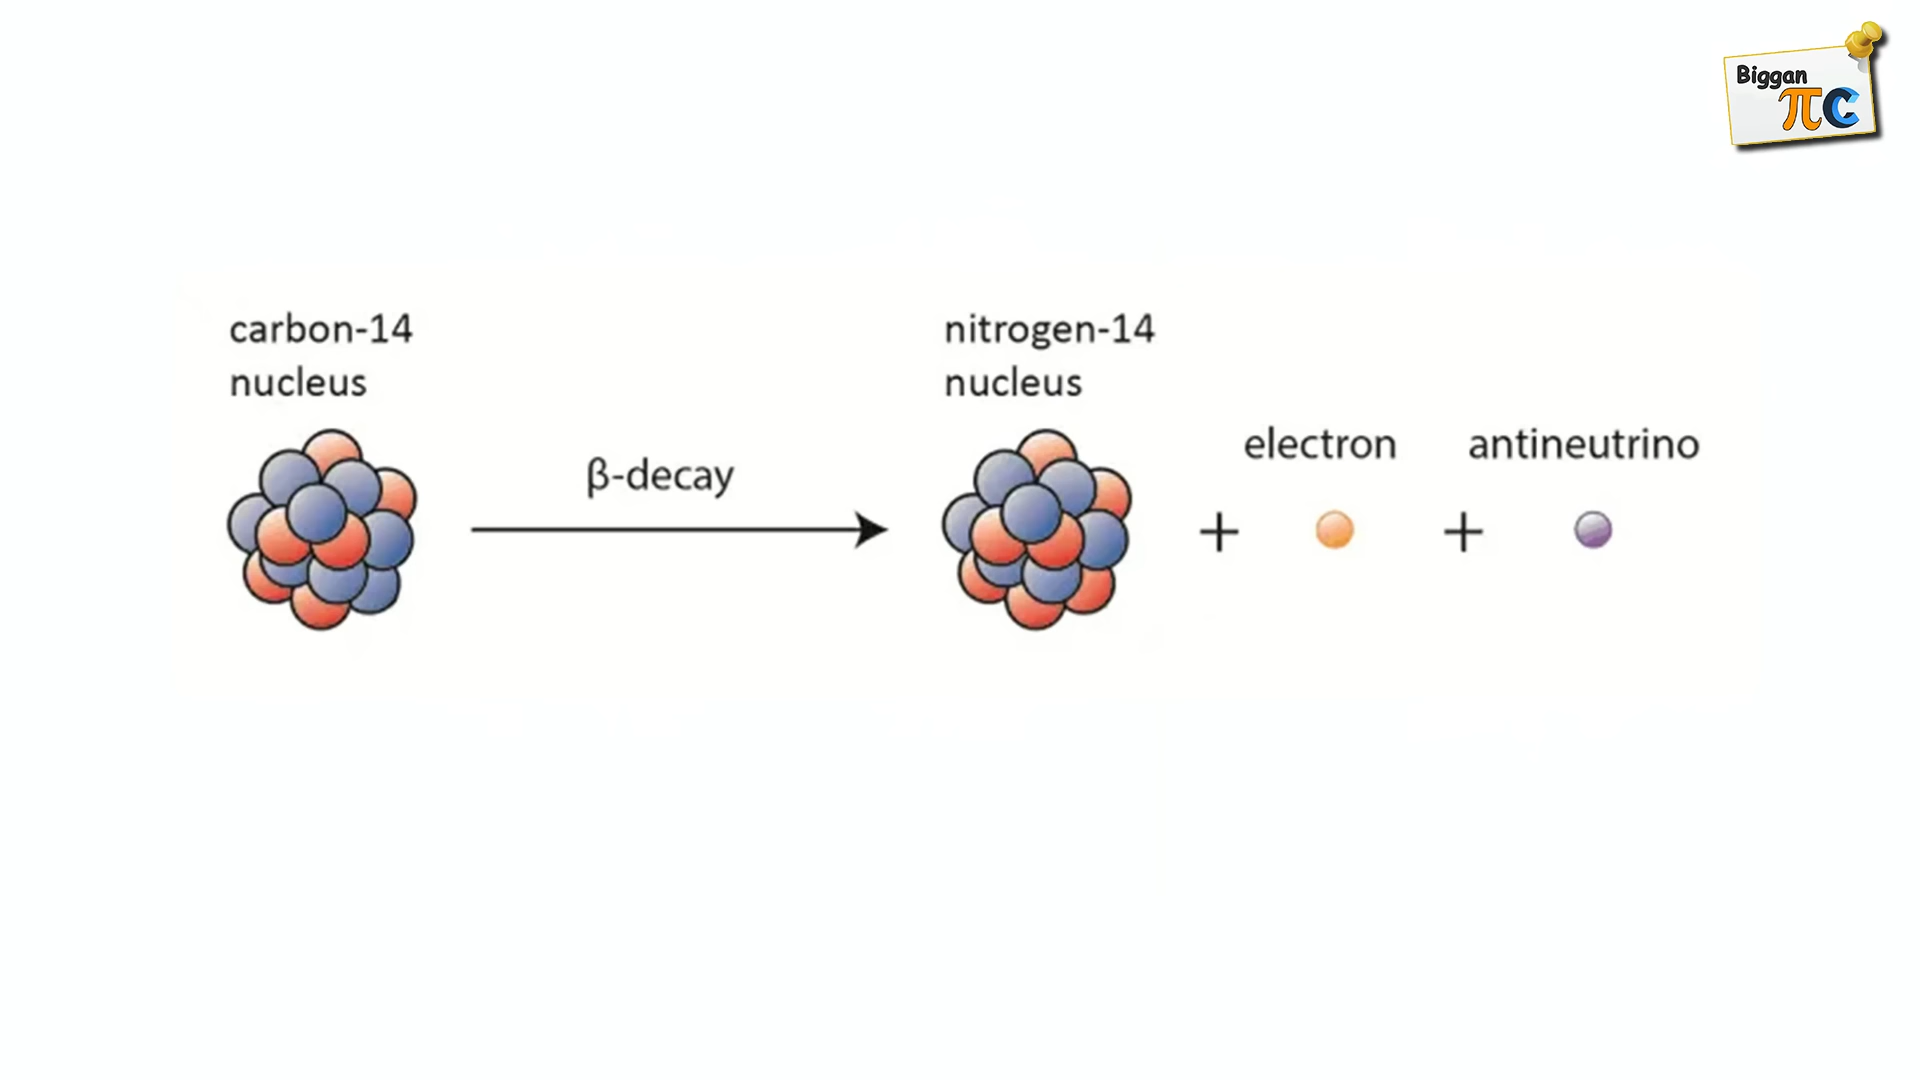 Biggan
πC
carbon-14
nucleus
nitrogen-14
nucleus
β-decay
electron
antineutrino
+
+